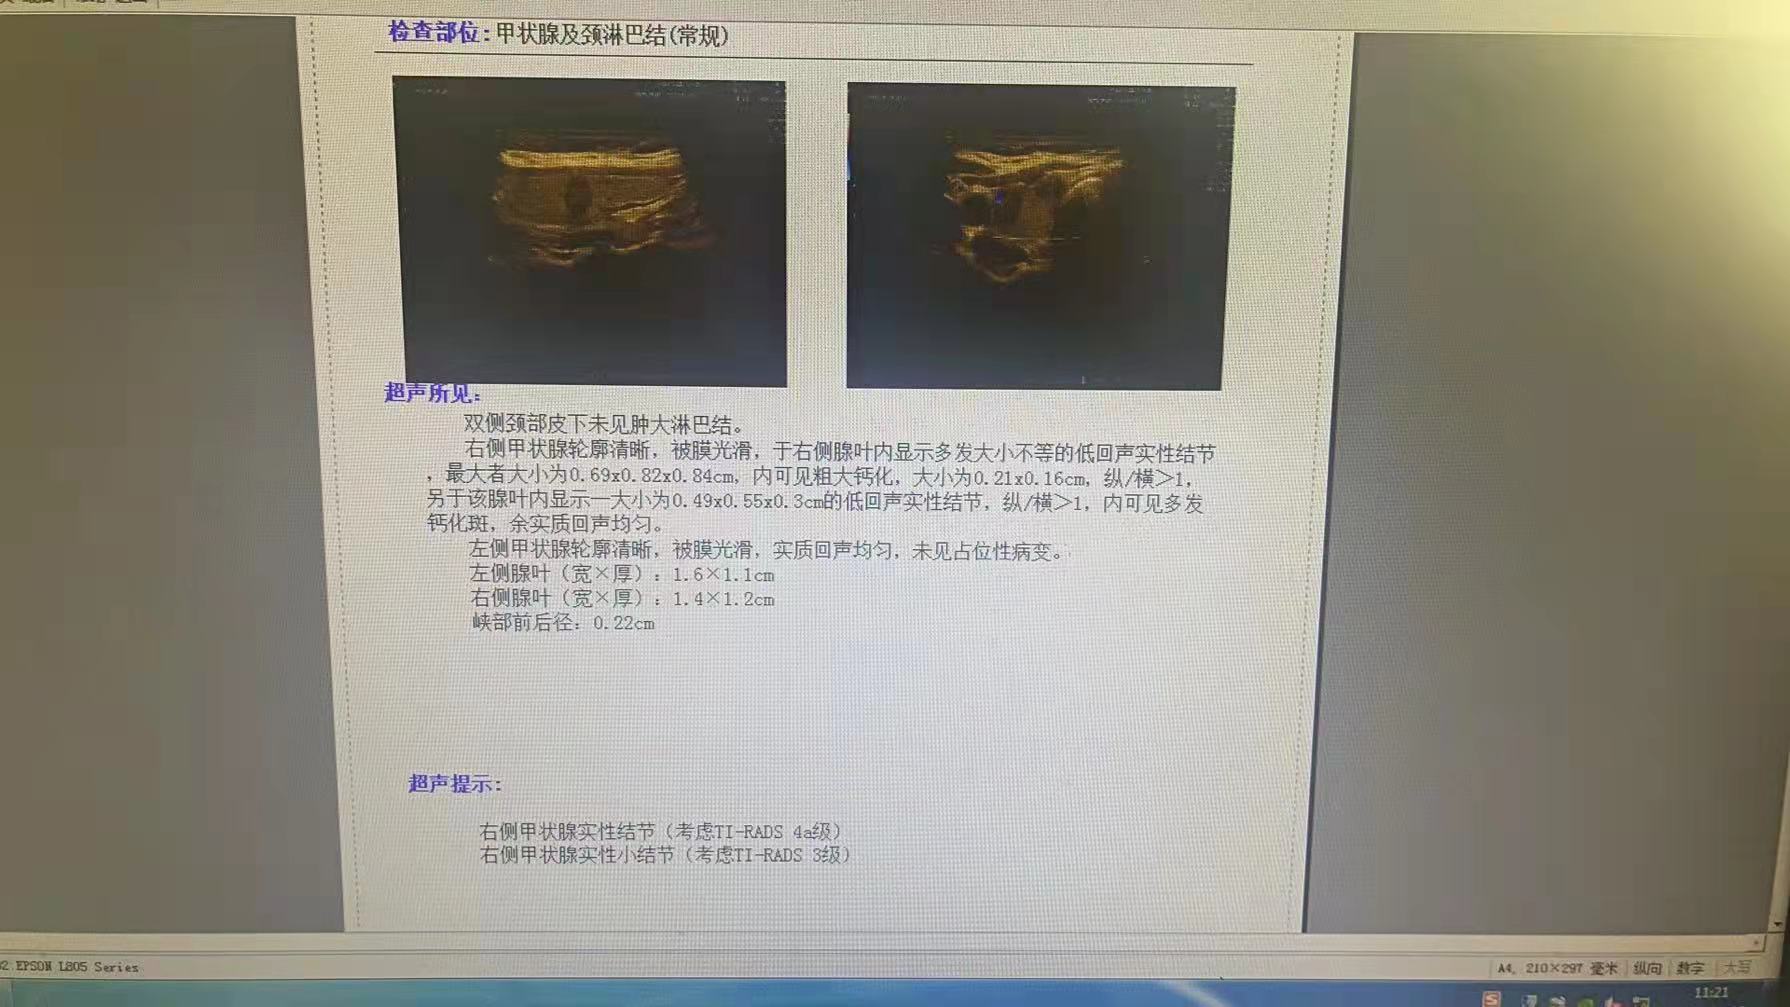 检查部位:甲状腺及颈淋巴结(常规)
超声所见:
双侧颈部皮下未见肿大淋巴结。
右侧甲状腺轮廓清晰，被膜光滑，于右侧腺叶内显示多发大小不等的低回声实性结节
，最大者大小为0.69x0.82x0.84cm，内可见粗大钙化，大小为0.21x0.16cm，纵/横＞1，
另于该腺叶内显示一大小为0.49x0.55x0.3cm的低回声实性结节，纵/横＞1，内可见多发
钙化斑，余实质回声均匀。
左侧甲状腺轮廓清晰，被膜光滑，实质回声均匀，未见占位性病变。
左侧腺叶（宽×厚）：1.6×1.1cm
右侧腺叶（宽×厚）：1.4×1.2cm
峡部前后径：0.22cm
超声提示:
右侧甲状腺实性结节（考虑TI-RADS 4a级）
右侧甲状腺实性小结节（考虑TI-RADS 3级）
EPSON L805 Series
A4, 210×297 毫米 纵向 数字 大写
11:21